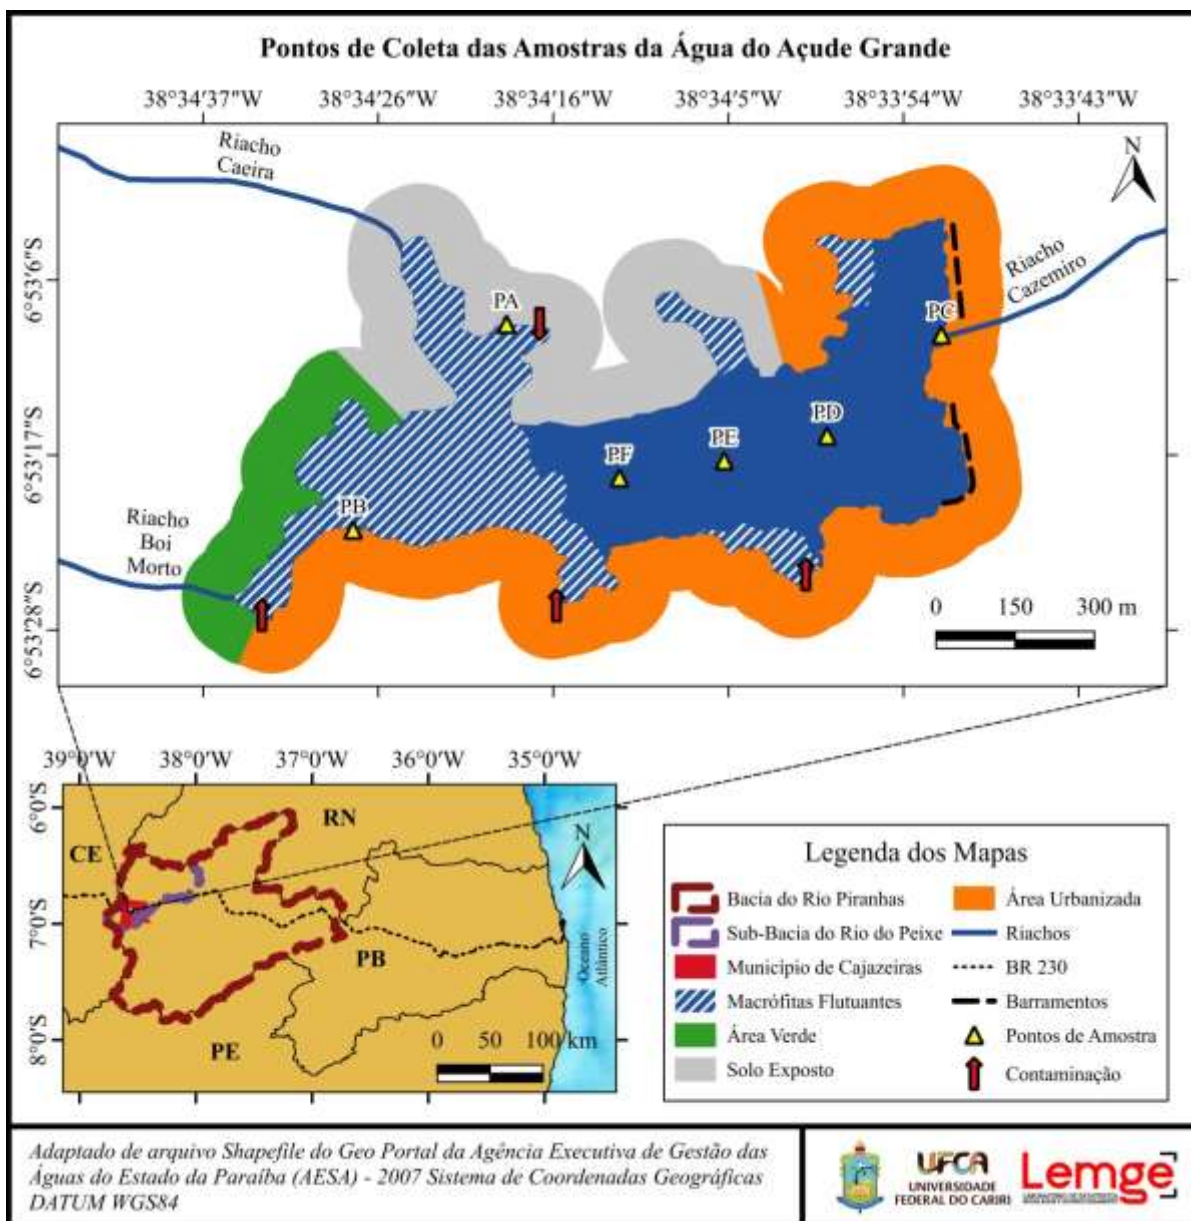 Pontos de Coleta das Amostras da Água do Açude Grande
38°34'37"W 38°34'26"W 38°34'16"W 38°34'5"W 38°33'54"W 38°33'43"W
Riacho
Caeira
N
6°53'6"S
Riacho
Cazemiro
PA
PC
6°53'17"S
PD
PE
PF
PB
Riacho
Boi
Morto
6°53'28"S
0 150 300 m
39°0'W 38°0'W 37°0'W 36°0'W 35°0'W
6°0'S
7°0'S
8°0'S
RN
N
CE
PB
Oceano
Atlântico
PE
0 50 100 km
Legenda dos Mapas
Bacia do Rio Piranhas
Sub-Bacia do Rio do Peixe
Município de Cajazeiras
Macrófitas Flutuantes
Área Verde
Solo Exposto
Área Urbanizada
Riachos
BR 230
Barramentos
Pontos de Amostra
Contaminação
Adaptado de arquivo Shapefile do Geo Portal da Agência Executiva de Gestão das
Águas do Estado da Paraíba (AESA) - 2007 Sistema de Coordenadas Geográficas
DATUM WGS84
UFCA
UNIVERSIDADE
FEDERAL DO CARIRI
Lemge